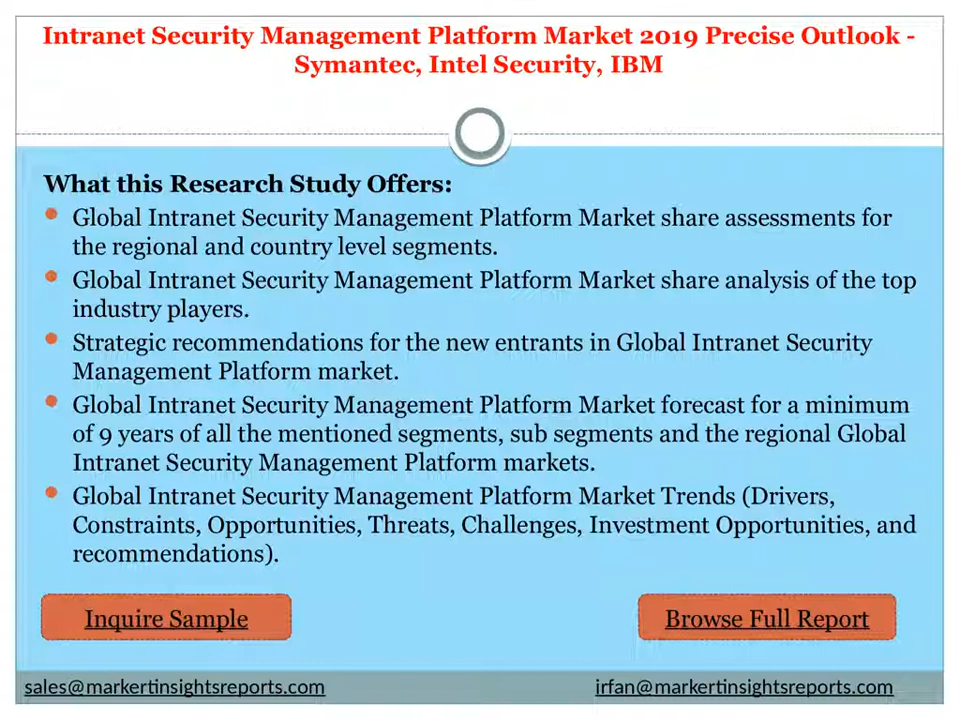 Intranet Security Management Platform Market 2019 Precise Outlook -
Symantec, Intel Security, IBM
What this Research Study Offers:
Global Intranet Security Management Platform Market share assessments for
the regional and country level segments.
Global Intranet Security Management Platform Market share analysis of the top
industry players.
Strategic recommendations for the new entrants in Global Intranet Security
Management Platform market.
Global Intranet Security Management Platform Market forecast for a minimum
of 9 years of all the mentioned segments, sub segments and the regional Global
Intranet Security Management Platform markets.
Global Intranet Security Management Platform Market Trends (Drivers,
Constraints, Opportunities, Threats, Challenges, Investment Opportunities, and
recommendations).
Inquire Sample
Browse Full Report
sales@markertinsightsreports.com
irfan@markertinsightsreports.com